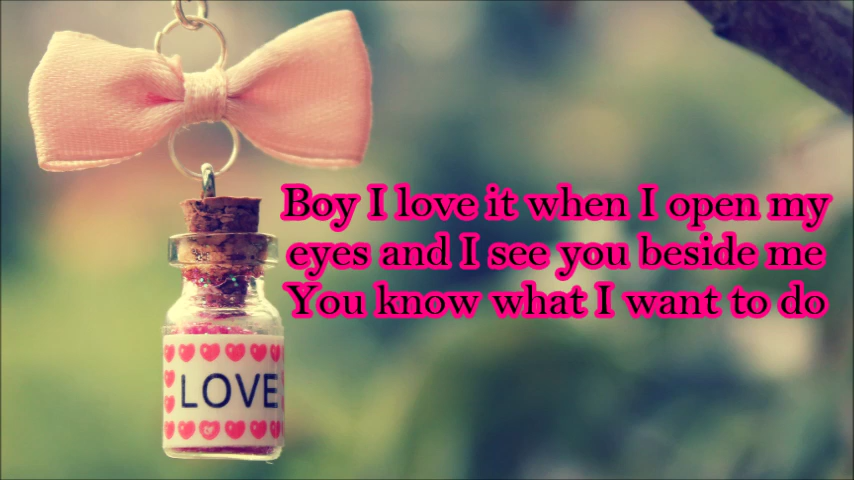 Boy I love it when I open my
eyes and I see you beside me
You know what I want to do
LOVE